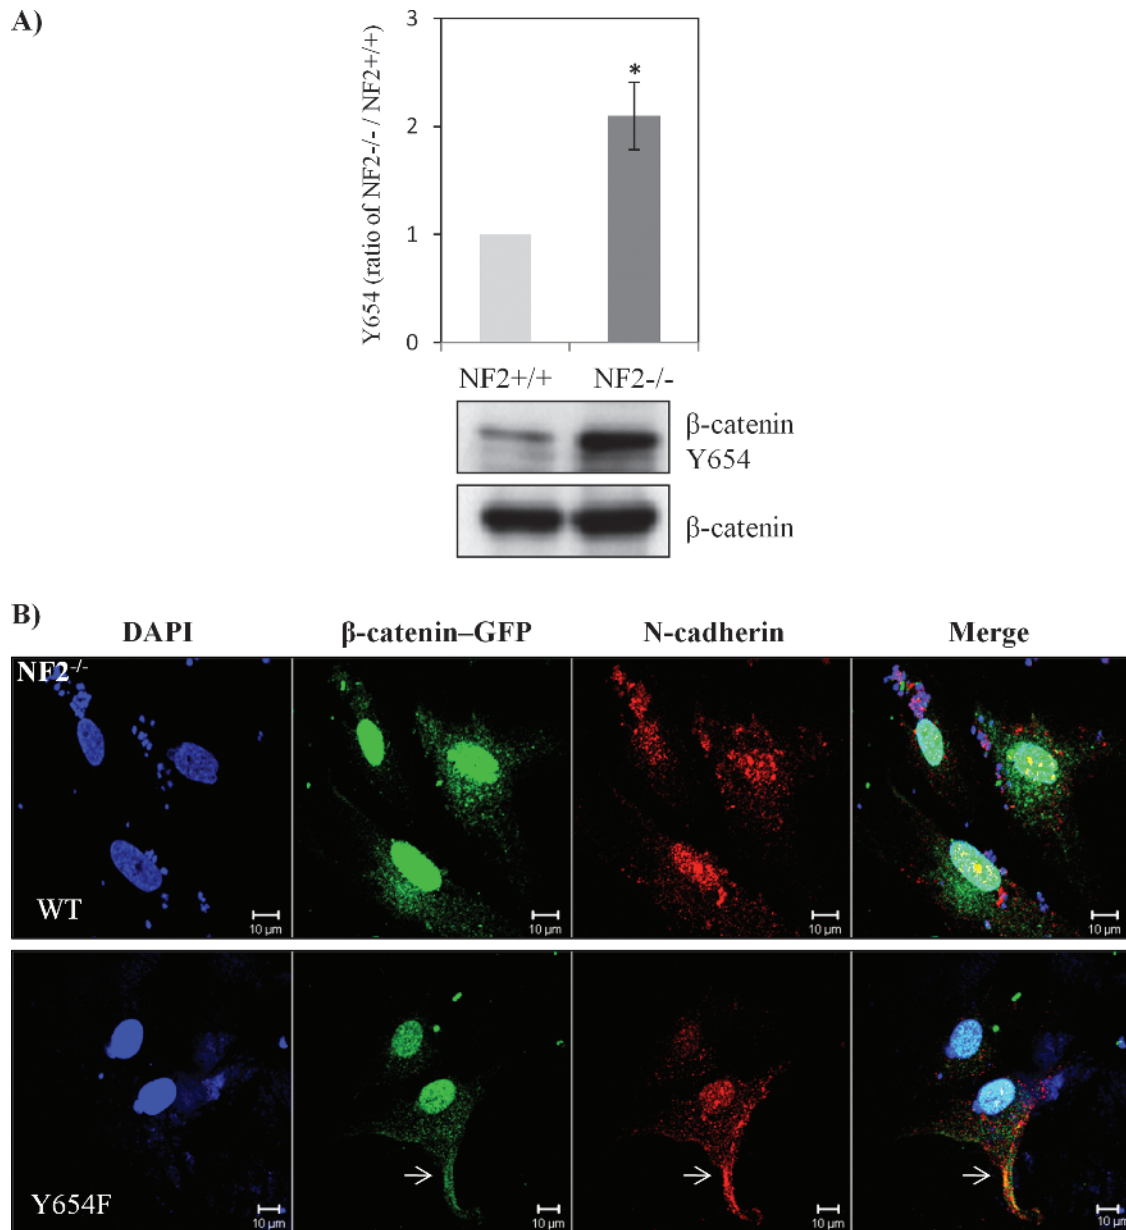 A)
Y654 (ratio of NF2-/- / NF2+/+)
3
2
1
0
*
NF2+/+ NF2-/-
β-catenin
Y654
β-catenin
B)
DAPI β-catenin–GFP N-cadherin Merge
NF2-/-
WT
10 µm 10 µm 10 µm 10 µm
Y654F
10 µm 10 µm 10 µm 10 µm